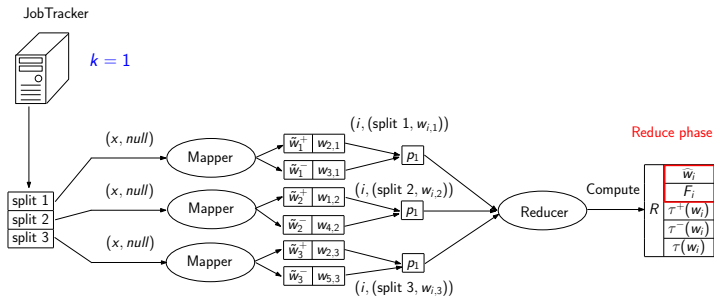 JobTracker
k = 1
Reduce phase
(x, null)
Mapper
w̃₁⁺ w₂,₁
w̃₁⁻ w₃,₁
(i, (split 1, wᵢ,₁))
p₁
split 1
split 2
split 3
(x, null)
Mapper
w̃₂⁺ w₁,₂
w̃₂⁻ w₄,₂
(i, (split 2, wᵢ,₂))
p₁
(x, null)
Mapper
w̃₃⁺ w₂,₃
w̃₃⁻ w₅,₃
(i, (split 3, wᵢ,₃))
p₁
Reducer
Compute
R
w̅ᵢ
Fᵢ
τ⁺(wᵢ)
τ⁻(wᵢ)
τ(wᵢ)